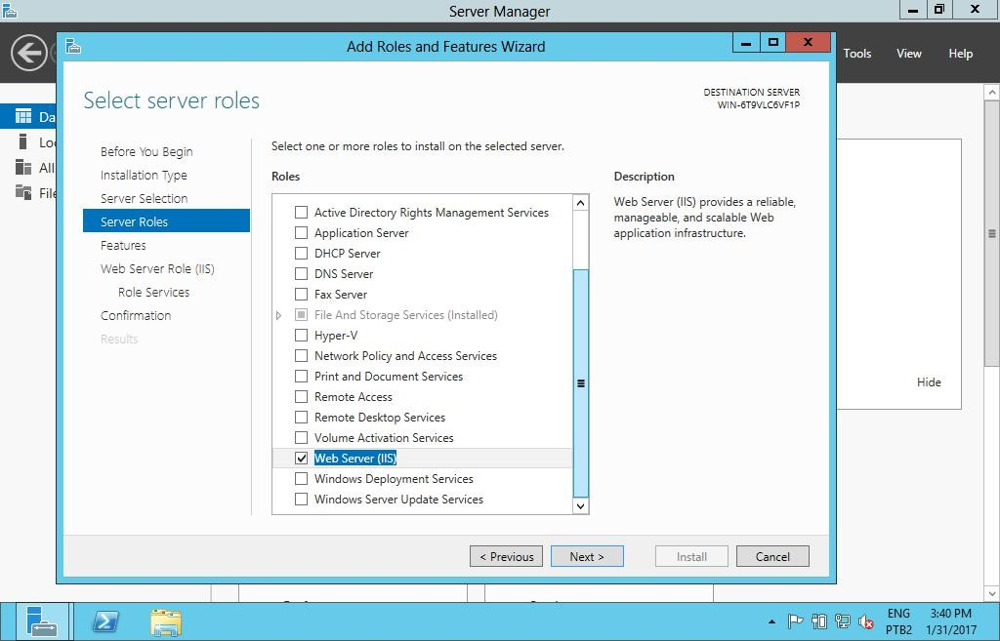 Server Manager
Tools View Help
Add Roles and Features Wizard
Select server roles
DESTINATION SERVER
WIN-6T9VLC6VF1P
Before You Begin
Installation Type
Server Selection
Server Roles
Features
Web Server Role (IIS)
Role Services
Confirmation
Results
Select one or more roles to install on the selected server.
Roles
Active Directory Rights Management Services
Application Server
DHCP Server
DNS Server
Fax Server
File And Storage Services (Installed)
Hyper-V
Network Policy and Access Services
Print and Document Services
Remote Access
Remote Desktop Services
Volume Activation Services
Web Server (IIS)
Windows Deployment Services
Windows Server Update Services
Description
Web Server (IIS) provides a reliable,
manageable, and scalable Web
application infrastructure.
< Previous
Next >
Install
Cancel
Da
Loc
All
File
Hide
ENG
PTB2
3:40 PM
1/31/2017